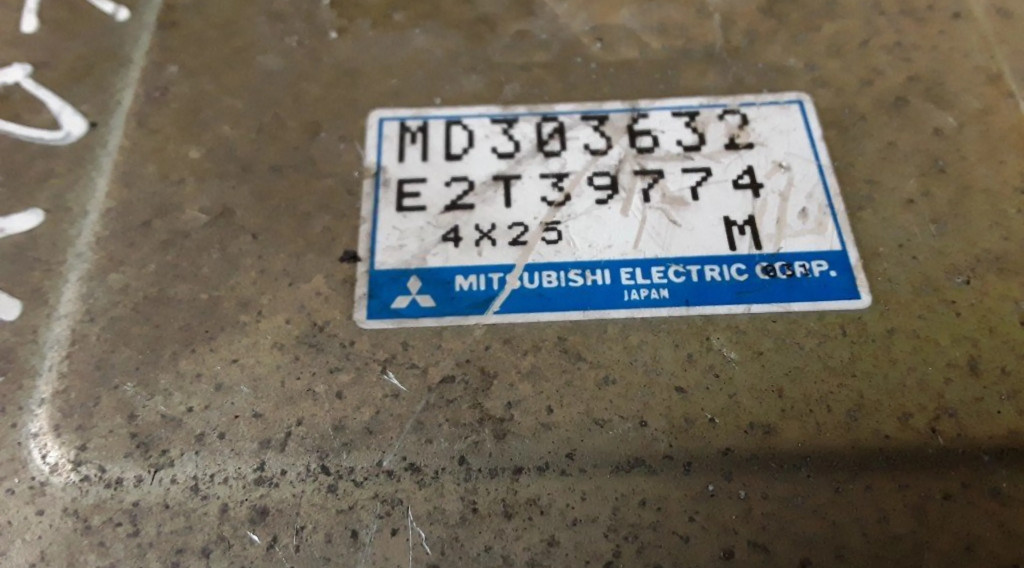 MD303632
E2T39774
4X25 M
MITSUBISHI ELECTRIC CORP.
JAPAN